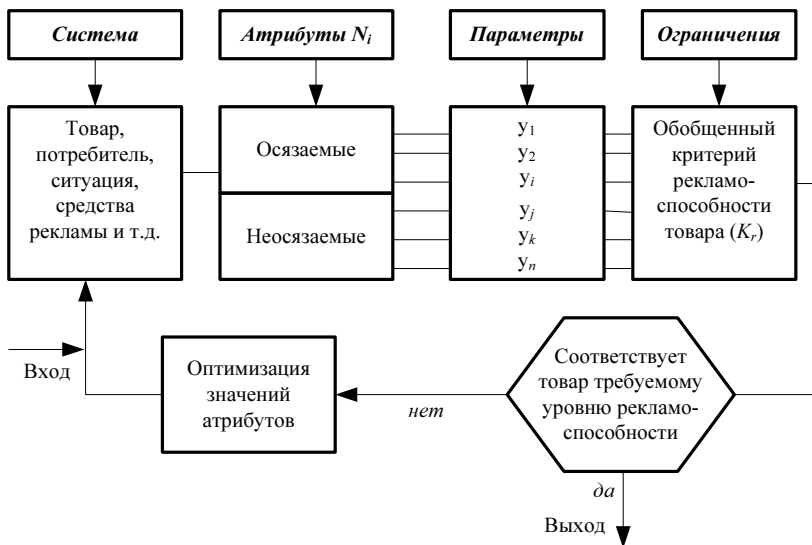 Система
Атрибуты Ni
Параметры
Ограничения
Товар,
потребитель,
ситуация,
средства
рекламы и т.д.
Осязаемые
Неосязаемые
y1
y2
yi
yj
yk
yn
Обобщенный
критерий
рекламо-
способности
товара (Kr)
Вход
Оптимизация
значений
атрибутов
нет
Соответствует
товар требуемому
уровню рекламо-
способности
да
Выход